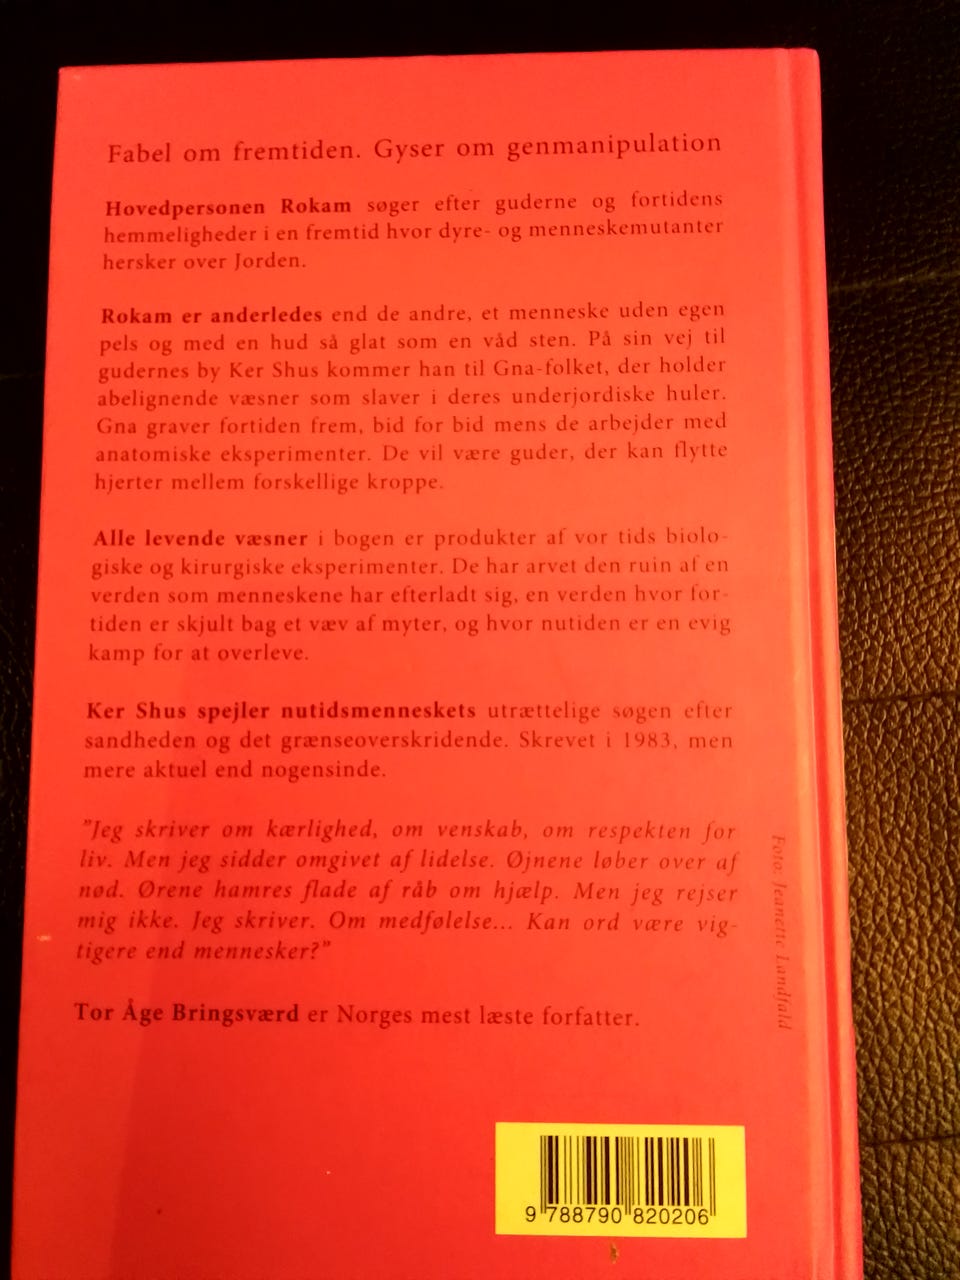 Fabel om fremtiden. Gyser om genmanipulation
Hovedpersonen Rokam søger efter guderne og fortidens
hemmeligheder i en fremtid hvor dyre- og menneskemutanter
hersker over Jorden.
Rokam er anderledes end de andre, et menneske uden egen
pels og med en hud så glat som en våd sten. På sin vej til
gudernes by Ker Shus kommer han til Gna-folket, der holder
abelignende væsner som slaver i deres underjordiske huler.
Gna graver fortiden frem, bid for bid mens de arbejder med
anatomiske eksperimenter. De vil være guder, der kan flytte
hjerter mellem forskellige kroppe.
Alle levende væsner i bogen er produkter af vor tids biolo-
giske og kirurgiske eksperimenter. De har arvet den ruin af en
verden som menneskene har efterladt sig, en verden hvor for-
tiden er skjult bag et væv af myter, og hvor nutiden er en evig
kamp for at overleve.
Ker Shus spejler nutidsmenneskets utrættelige søgen efter
sandheden og det grænseoverskridende. Skrevet i 1983, men
mere aktuel end nogensinde.
"Jeg skriver om kærlighed, om venskab, om respekten for
liv. Men jeg sidder omgivet af lidelse. Øjnene løber over af
nød. Ørene hamres flade af råb om hjælp. Men jeg rejser
mig ikke. Jeg skriver. Om medfølelse... Kan ord være vig-
tigere end mennesker?"
Tor Åge Bringsværd er Norges mest læste forfatter.
Foto: Jeanette Landfald
9 788790 820206